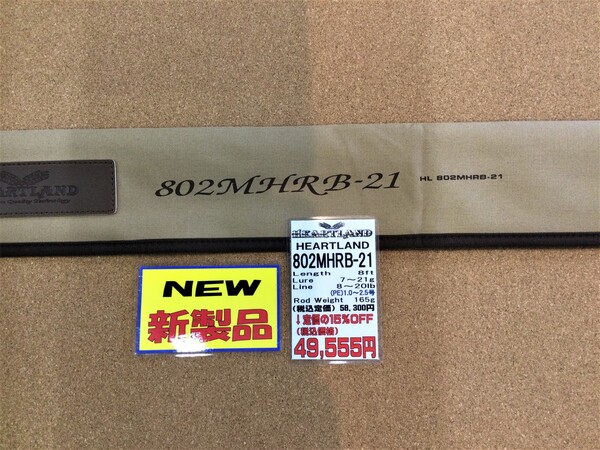 HEARTLAND
802MHRB-21
HL 802MHRB-21
HEARTLAND
HEARTLAND
802MHRB-21
Length 8ft
Lure 7～21g
Line 8～20lb
(PE)1.0～2.5号
Rod Weight 165g
(税込定価) 58,300円
↓定価の15%OFF
(税込価格)
49,555円
NEW
新製品